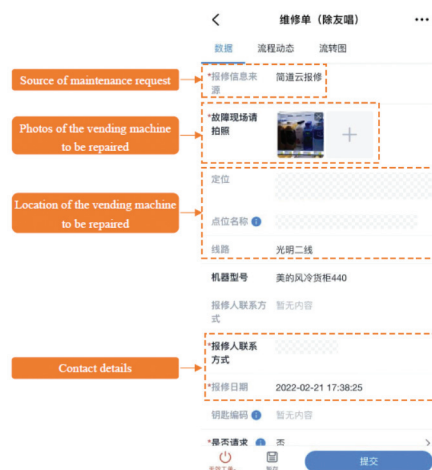 维修单（除友唱）
数据 流程动态 流转图
Source of maintenance request
*报修信息来
源
简道云报修
Photos of the vending machine
to be repaired
*故障现场请
拍照
Location of the vending machine
to be repaired
定位
点位名称
线路
光明二线
机器型号
美的风冷货柜440
报修人联系方
式
暂无内容
Contact details
*报修人联系
方式
*报修日期
2022-02-21 17:38:25
钥匙编码
暂无内容
*是否请求
否
提交